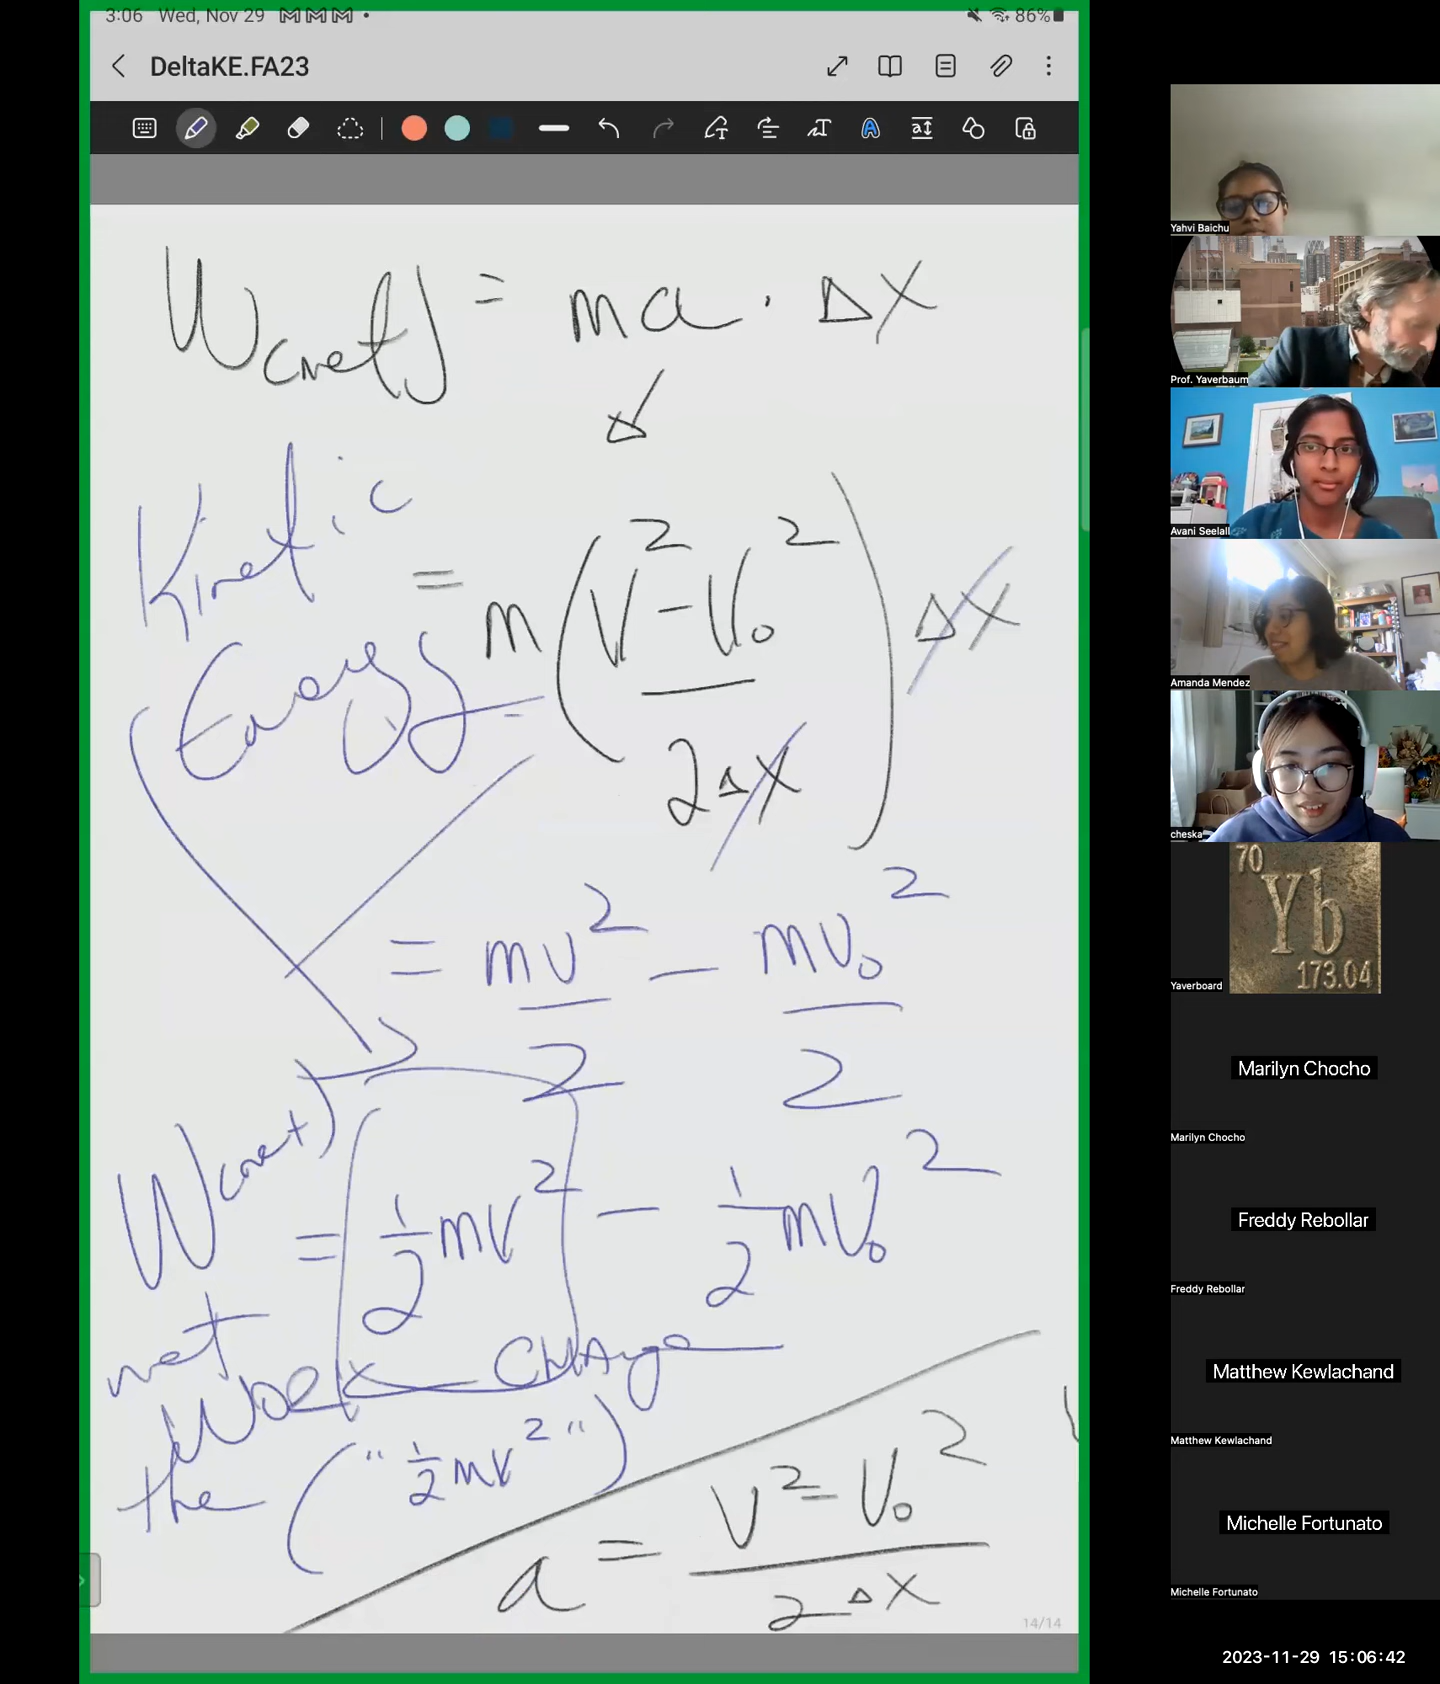 3:06 Wed, Nov 29 M M M •
86%
DeltaKE.FA23
W(net) = ma · Δx
Kinetic
Energy
= m(v² - v₀² / 2Δx) Δx
= mv²/2 - mv₀²/2
W(net)
= ½mv² - ½mv₀²
net
Work Change
the ("½mv²")
a = v² - v₀² / 2Δx
14/14
Yahvi Baichu
Prof. Yaverbaum
Avani Seelall
Amanda Mendez
cheska
70
Yb
173.04
Yaverboard
Marilyn Chocho
Marilyn Chocho
Freddy Rebollar
Freddy Rebollar
Matthew Kewlachand
Matthew Kewlachand
Michelle Fortunato
Michelle Fortunato
2023-11-29 15:06:42